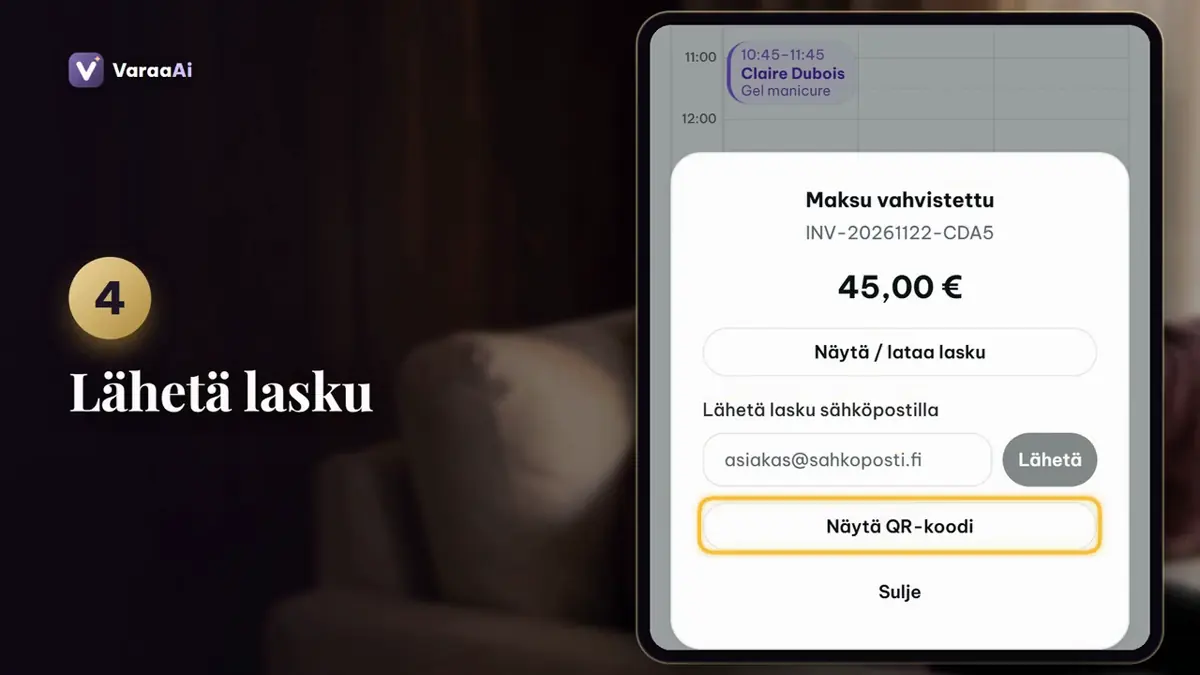 VaraaAi
4
Lähetä lasku
11:00
10:45–11:45
Claire Dubois
Gel manicure
12:00
Maksu vahvistettu
INV-20261122-CDA5
45,00 €
Näytä / lataa lasku
Lähetä lasku sähköpostilla
asiakas@sahkoposti.fi
Lähetä
Näytä QR-koodi
Sulje